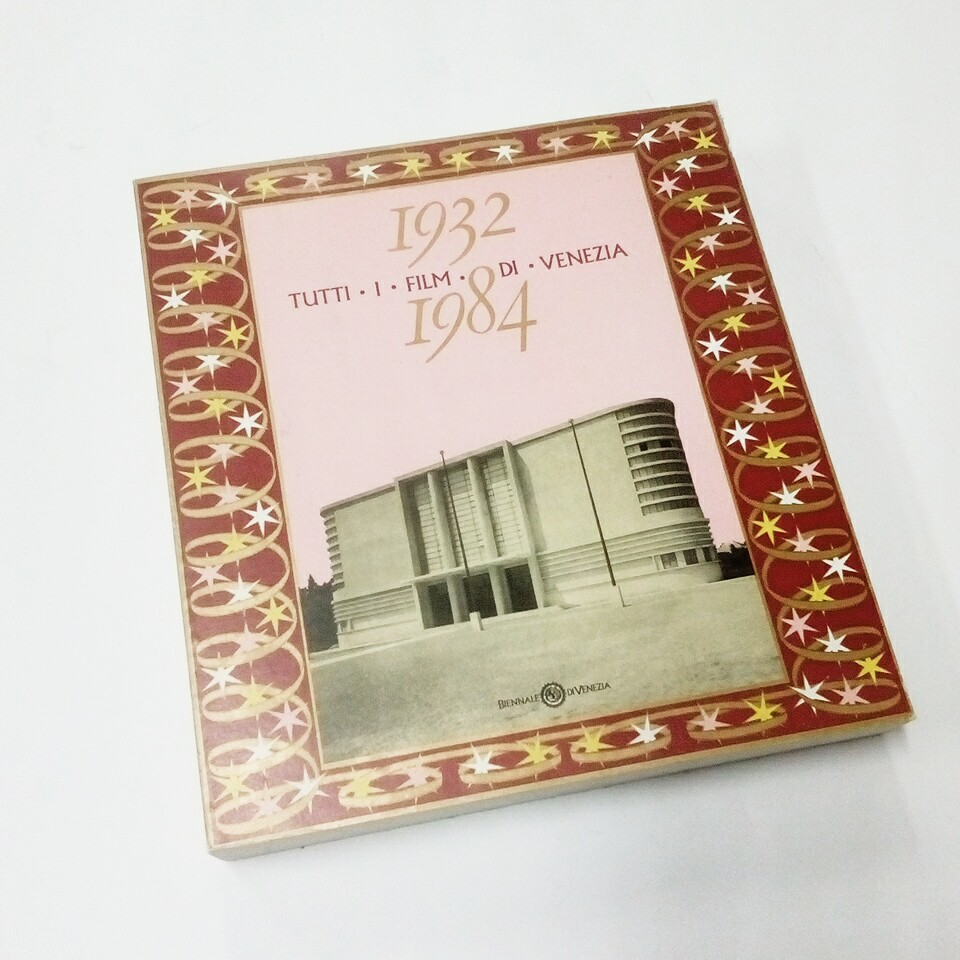 1932
TUTTI · I · FILM · DI · VENEZIA
1984
BIENNALE DI VENEZIA